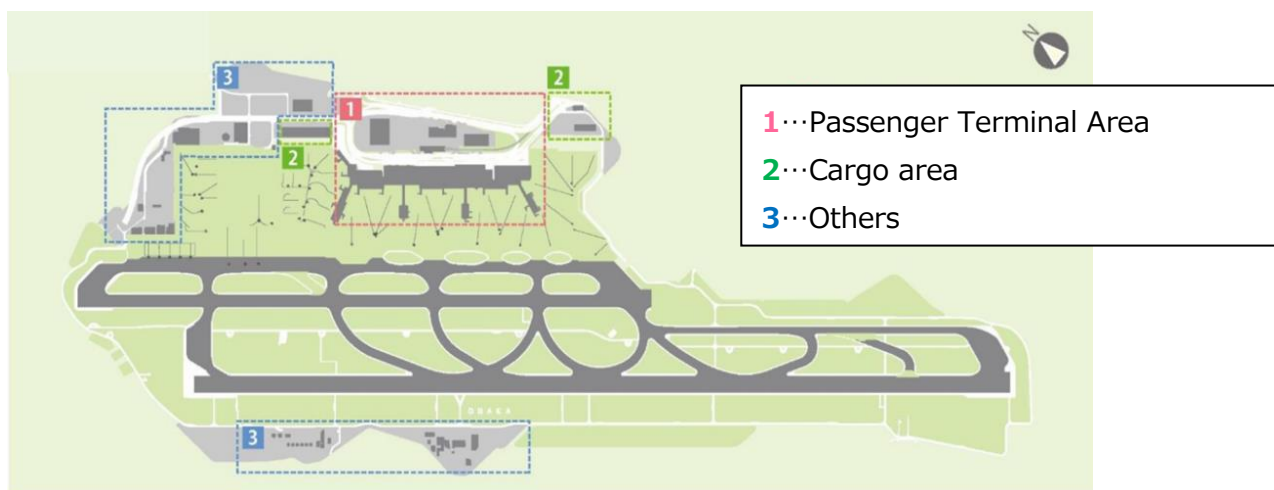 N
3
2
1
2
1…Passenger Terminal Area
2…Cargo area
3…Others
OSAKA
3